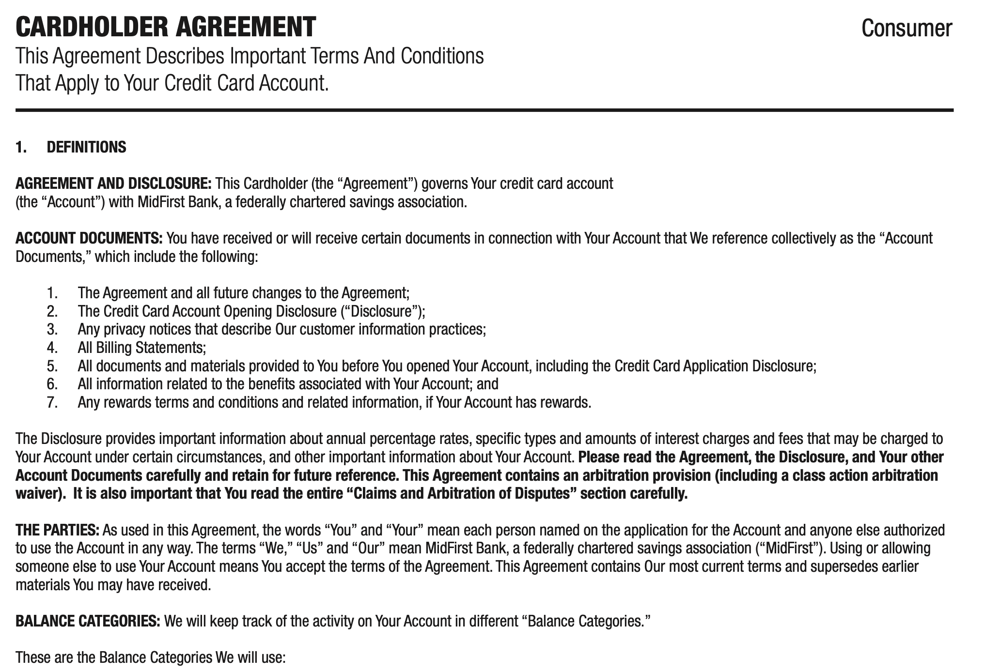 CARDHOLDER AGREEMENT
Consumer
This Agreement Describes Important Terms And Conditions
That Apply to Your Credit Card Account.
1. DEFINITIONS
AGREEMENT AND DISCLOSURE: This Cardholder (the “Agreement”) governs Your credit card account
(the “Account”) with MidFirst Bank, a federally chartered savings association.
ACCOUNT DOCUMENTS: You have received or will receive certain documents in connection with Your Account that We reference collectively as the “Account
Documents,” which include the following:
1. The Agreement and all future changes to the Agreement;
2. The Credit Card Account Opening Disclosure (“Disclosure”);
3. Any privacy notices that describe Our customer information practices;
4. All Billing Statements;
5. All documents and materials provided to You before You opened Your Account, including the Credit Card Application Disclosure;
6. All information related to the benefits associated with Your Account; and
7. Any rewards terms and conditions and related information, if Your Account has rewards.
The Disclosure provides important information about annual percentage rates, specific types and amounts of interest charges and fees that may be charged to
Your Account under certain circumstances, and other important information about Your Account. Please read the Agreement, the Disclosure, and Your other
Account Documents carefully and retain for future reference. This Agreement contains an arbitration provision (including a class action arbitration
waiver).  It is also important that You read the entire “Claims and Arbitration of Disputes” section carefully.
THE PARTIES: As used in this Agreement, the words “You” and “Your” mean each person named on the application for the Account and anyone else authorized
to use the Account in any way. The terms “We,” “Us” and “Our” mean MidFirst Bank, a federally chartered savings association (“MidFirst”). Using or allowing
someone else to use Your Account means You accept the terms of the Agreement. This Agreement contains Our most current terms and supersedes earlier
materials You may have received.
BALANCE CATEGORIES: We will keep track of the activity on Your Account in different “Balance Categories.”
These are the Balance Categories We will use: